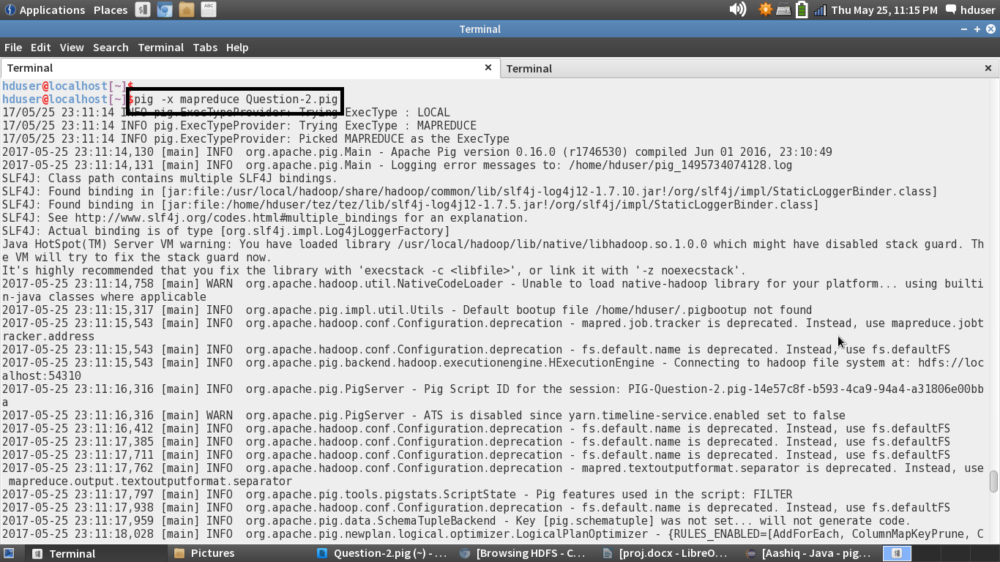 Applications Places ABC Thu May 25, 11:15 PM hduser
Terminal
File Edit View Search Terminal Tabs Help
Terminal Terminal
hduser@localhost[~]$
hduser@localhost[~]$pig -x mapreduce Question-2.pig
17/05/25 23:11:14 INFO pig.ExecTypeProvider: Trying ExecType : LOCAL
17/05/25 23:11:14 INFO pig.ExecTypeProvider: Trying ExecType : MAPREDUCE
17/05/25 23:11:14 INFO pig.ExecTypeProvider: Picked MAPREDUCE as the ExecType
2017-05-25 23:11:14,130 [main] INFO  org.apache.pig.Main - Apache Pig version 0.16.0 (r1746530) compiled Jun 01 2016, 23:10:49
2017-05-25 23:11:14,131 [main] INFO  org.apache.pig.Main - Logging error messages to: /home/hduser/pig_1495734074128.log
SLF4J: Class path contains multiple SLF4J bindings.
SLF4J: Found binding in [jar:file:/usr/local/hadoop/share/hadoop/common/lib/slf4j-log4j12-1.7.10.jar!/org/slf4j/impl/StaticLoggerBinder.class]
SLF4J: Found binding in [jar:file:/home/hduser/tez/tez/lib/slf4j-log4j12-1.7.5.jar!/org/slf4j/impl/StaticLoggerBinder.class]
SLF4J: See http://www.slf4j.org/codes.html#multiple_bindings for an explanation.
SLF4J: Actual binding is of type [org.slf4j.impl.Log4jLoggerFactory]
Java HotSpot(TM) Server VM warning: You have loaded library /usr/local/hadoop/lib/native/libhadoop.so.1.0.0 which might have disabled stack guard. Th
e VM will try to fix the stack guard now.
It's highly recommended that you fix the library with 'execstack -c <libfile>', or link it with '-z noexecstack'.
2017-05-25 23:11:14,758 [main] WARN  org.apache.hadoop.util.NativeCodeLoader - Unable to load native-hadoop library for your platform... using builti
n-java classes where applicable
2017-05-25 23:11:15,317 [main] INFO  org.apache.pig.impl.util.Utils - Default bootup file /home/hduser/.pigbootup not found
2017-05-25 23:11:15,543 [main] INFO  org.apache.hadoop.conf.Configuration.deprecation - mapred.job.tracker is deprecated. Instead, use mapreduce.jobt
racker.address
2017-05-25 23:11:15,543 [main] INFO  org.apache.hadoop.conf.Configuration.deprecation - fs.default.name is deprecated. Instead, use fs.defaultFS
2017-05-25 23:11:15,543 [main] INFO  org.apache.pig.backend.hadoop.executionengine.HExecutionEngine - Connecting to hadoop file system at: hdfs://loc
alhost:54310
2017-05-25 23:11:16,316 [main] INFO  org.apache.pig.PigServer - Pig Script ID for the session: PIG-Question-2.pig-14e57c8f-b593-4ca9-94a4-a31806e00bb
a
2017-05-25 23:11:16,316 [main] WARN  org.apache.pig.PigServer - ATS is disabled since yarn.timeline-service.enabled set to false
2017-05-25 23:11:16,412 [main] INFO  org.apache.hadoop.conf.Configuration.deprecation - fs.default.name is deprecated. Instead, use fs.defaultFS
2017-05-25 23:11:17,385 [main] INFO  org.apache.hadoop.conf.Configuration.deprecation - fs.default.name is deprecated. Instead, use fs.defaultFS
2017-05-25 23:11:17,711 [main] INFO  org.apache.hadoop.conf.Configuration.deprecation - fs.default.name is deprecated. Instead, use fs.defaultFS
2017-05-25 23:11:17,762 [main] INFO  org.apache.hadoop.conf.Configuration.deprecation - mapred.textoutputformat.separator is deprecated. Instead, use
 mapreduce.output.textoutputformat.separator
2017-05-25 23:11:17,797 [main] INFO  org.apache.pig.tools.pigstats.ScriptState - Pig features used in the script: FILTER
2017-05-25 23:11:17,938 [main] INFO  org.apache.hadoop.conf.Configuration.deprecation - fs.default.name is deprecated. Instead, use fs.defaultFS
2017-05-25 23:11:17,959 [main] INFO  org.apache.pig.data.SchemaTupleBackend - Key [pig.schematuple] was not set... will not generate code.
2017-05-25 23:11:18,028 [main] INFO  org.apache.pig.newplan.logical.optimizer.LogicalPlanOptimizer - {RULES_ENABLED=[AddForEach, ColumnMapKeyPrune, C
Terminal Pictures Question-2.pig (~) - ... [Browsing HDFS - C... [proj.docx - LibreO... [Aashiq - Java - pig...